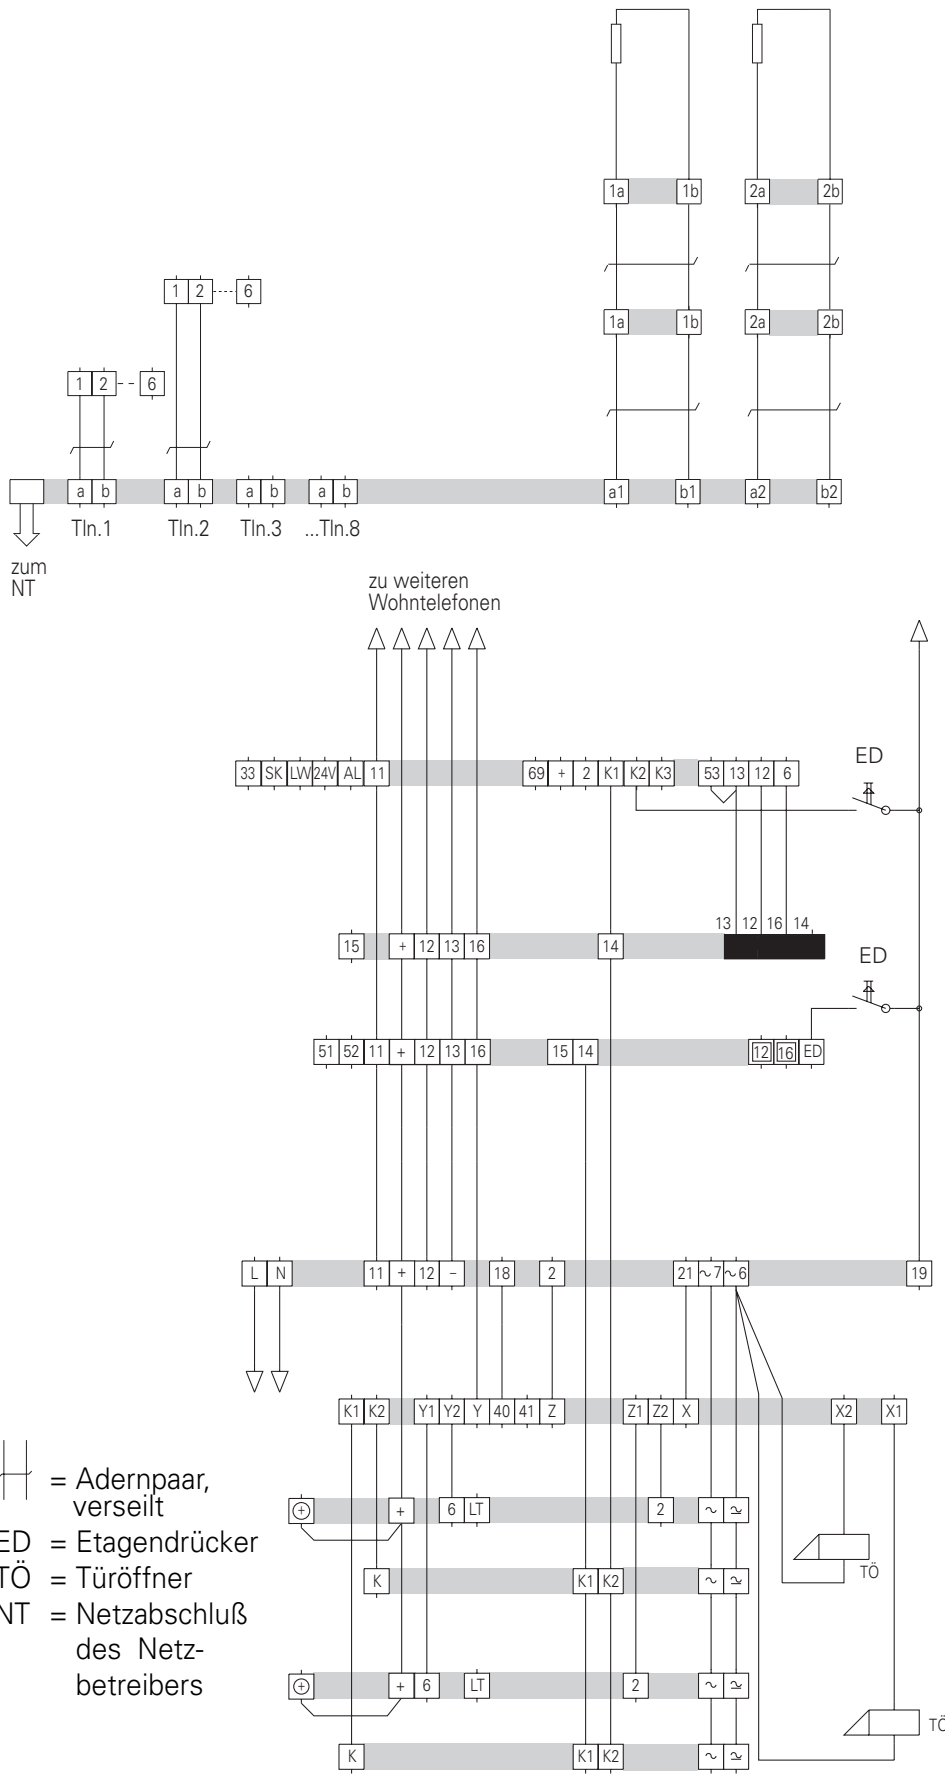 1a 1b 2a 2b
1 2 6
1a 1b 2a 2b
1 2 6
a b a b a b a b a1 b1 a2 b2
Tln.1 Tln.2 Tln.3 ...Tln.8
zum
NT
zu weiteren
Wohntelefonen
ED
33 SK LW 24V AL 11 69 + 2 K1 K2 K3 53 13 12 6
13 12 16 14
15 + 12 13 16 14
ED
51 52 11 + 12 13 16 15 14 12 16 ED
L N 11 + 12 − 18 2 21 ~7 ~6 19
K1 K2 Y1 Y2 Y 40 41 Z Z1 Z2 X X2 X1
= Adernpaar,
verseilt
+ + 6 LT 2 ~ ~
ED = Etagendrücker
TÖ = Türöffner
K K1 K2 ~ ~
TÖ
NT = Netzabschluß
des Netz-
betreibers
+ + 6 LT 2 ~ ~
TÖ
K K1 K2 ~ ~